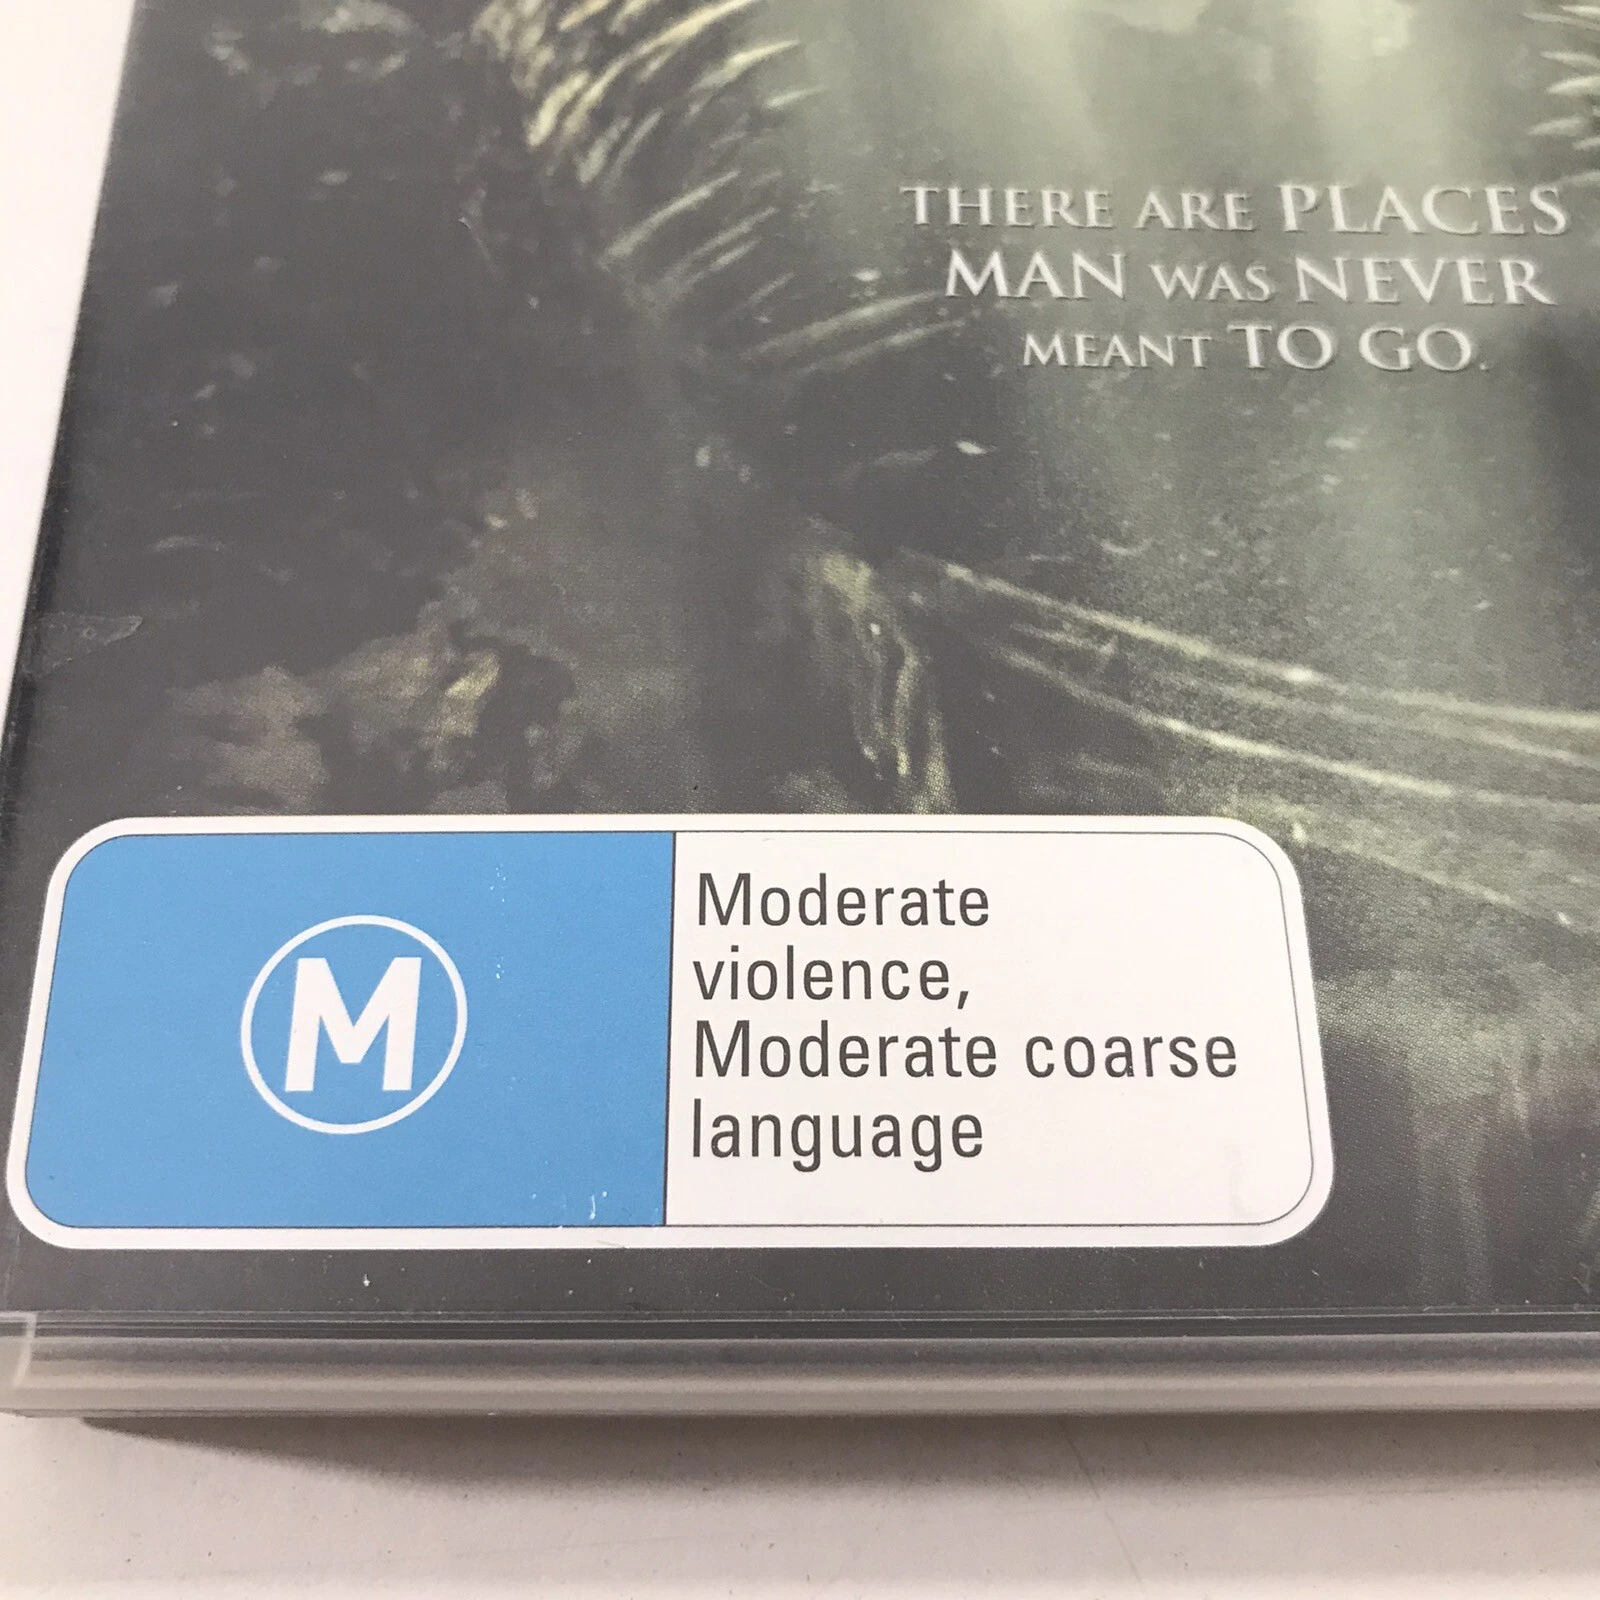 THERE ARE PLACES
MAN WAS NEVER
MEANT TO GO.
M
Moderate
violence,
Moderate coarse
language